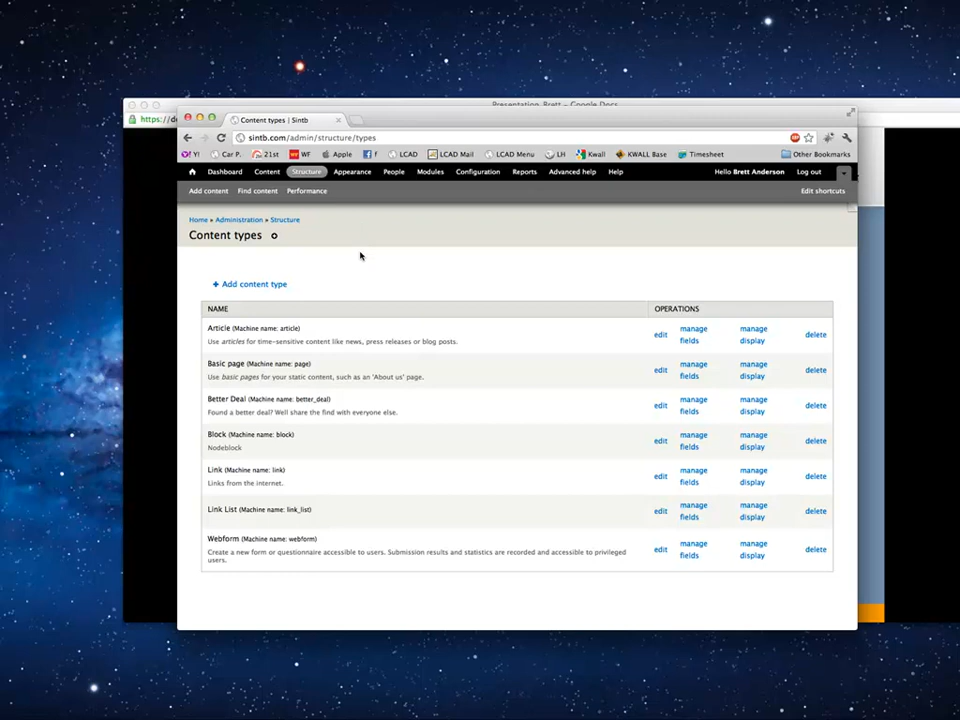 Presentation_Brett – Google Docs
https://de
Content types | Sintb
sintb.com/admin/structure/types
Y! Car P. 21st WF Apple f LCAD LCAD Mail LCAD Menu LH Kwall KWALL Base Timesheet Other Bookmarks
Dashboard Content Structure Appearance People Modules Configuration Reports Advanced help Help Hello Brett Anderson Log out
Add content Find content Performance Edit shortcuts
Home » Administration » Structure
Content types
+ Add content type
NAME OPERATIONS
Article (Machine name: article)
Use articles for time-sensitive content like news, press releases or blog posts.
edit manage fields manage display delete
Basic page (Machine name: page)
Use basic pages for your static content, such as an 'About us' page.
edit manage fields manage display delete
Better Deal (Machine name: better_deal)
Found a better deal? Well share the find with everyone else.
edit manage fields manage display delete
Block (Machine name: block)
Nodeblock
edit manage fields manage display delete
Link (Machine name: link)
Links from the internet.
edit manage fields manage display delete
Link List (Machine name: link_list)
edit manage fields manage display delete
Webform (Machine name: webform)
Create a new form or questionnaire accessible to users. Submission results and statistics are recorded and accessible to privileged
users.
edit manage fields manage display delete